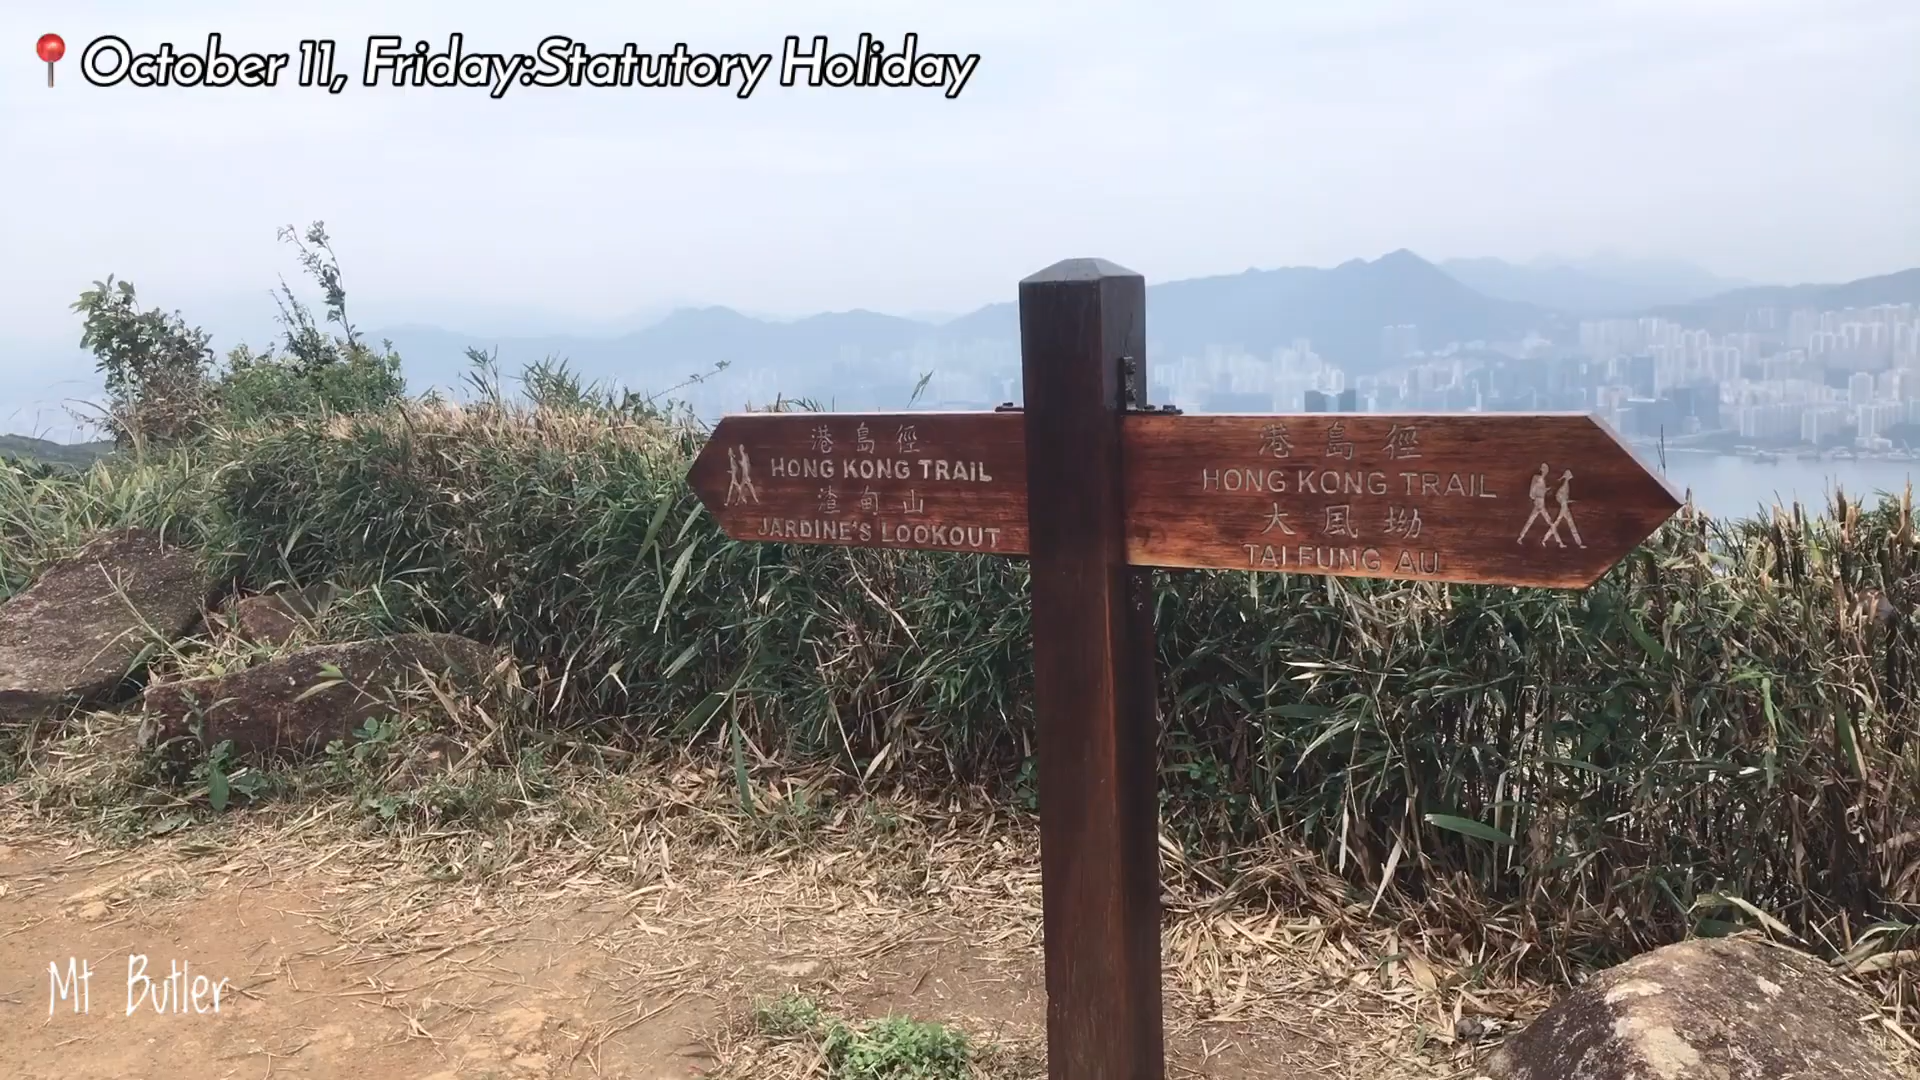 October 11, Friday:Statutory Holiday
港島徑
HONG KONG TRAIL
渣甸山
JARDINE'S LOOKOUT
港島徑
HONG KONG TRAIL
大風坳
TAI FUNG AU
Mt Butler